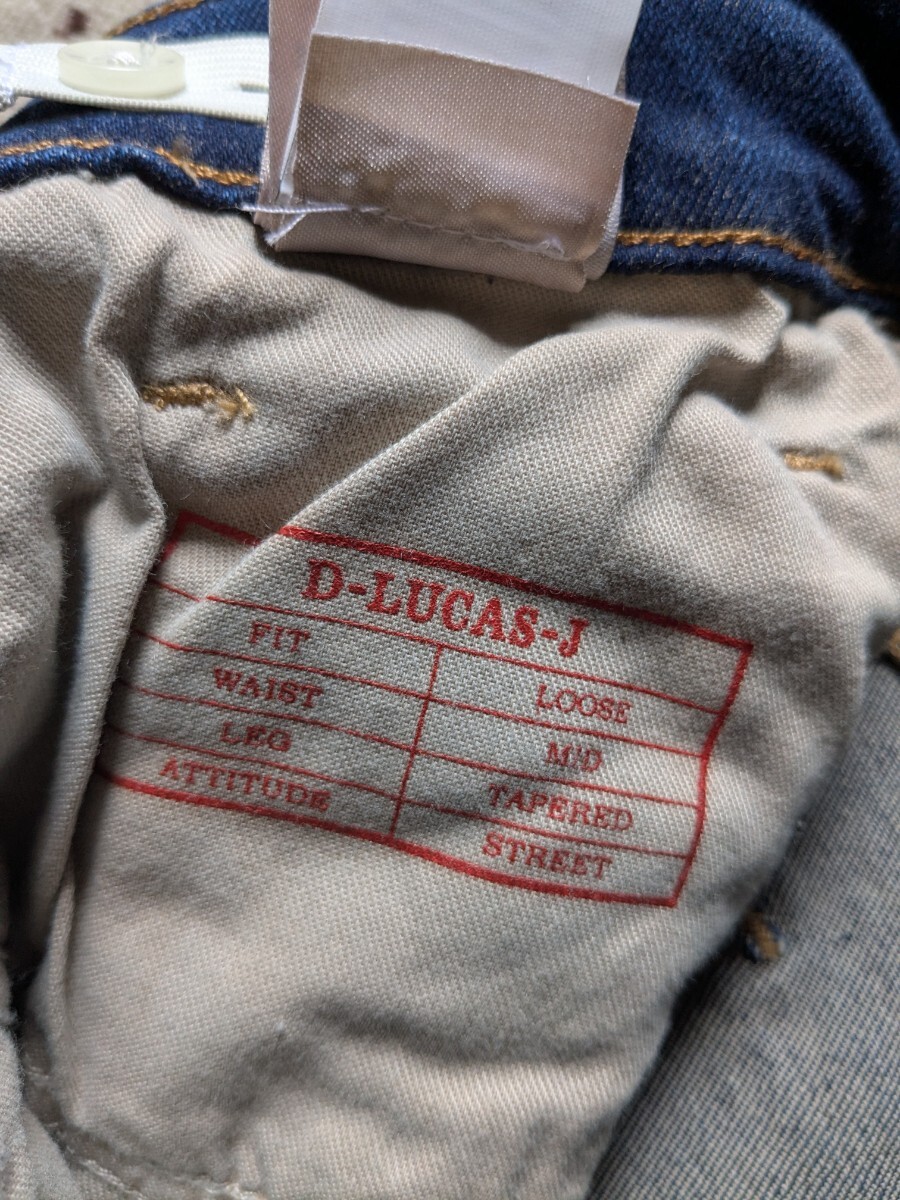 D-LUCAS-J
FIT LOOSE
WAIST MID
LEG TAPERED
ATTITUDE STREET